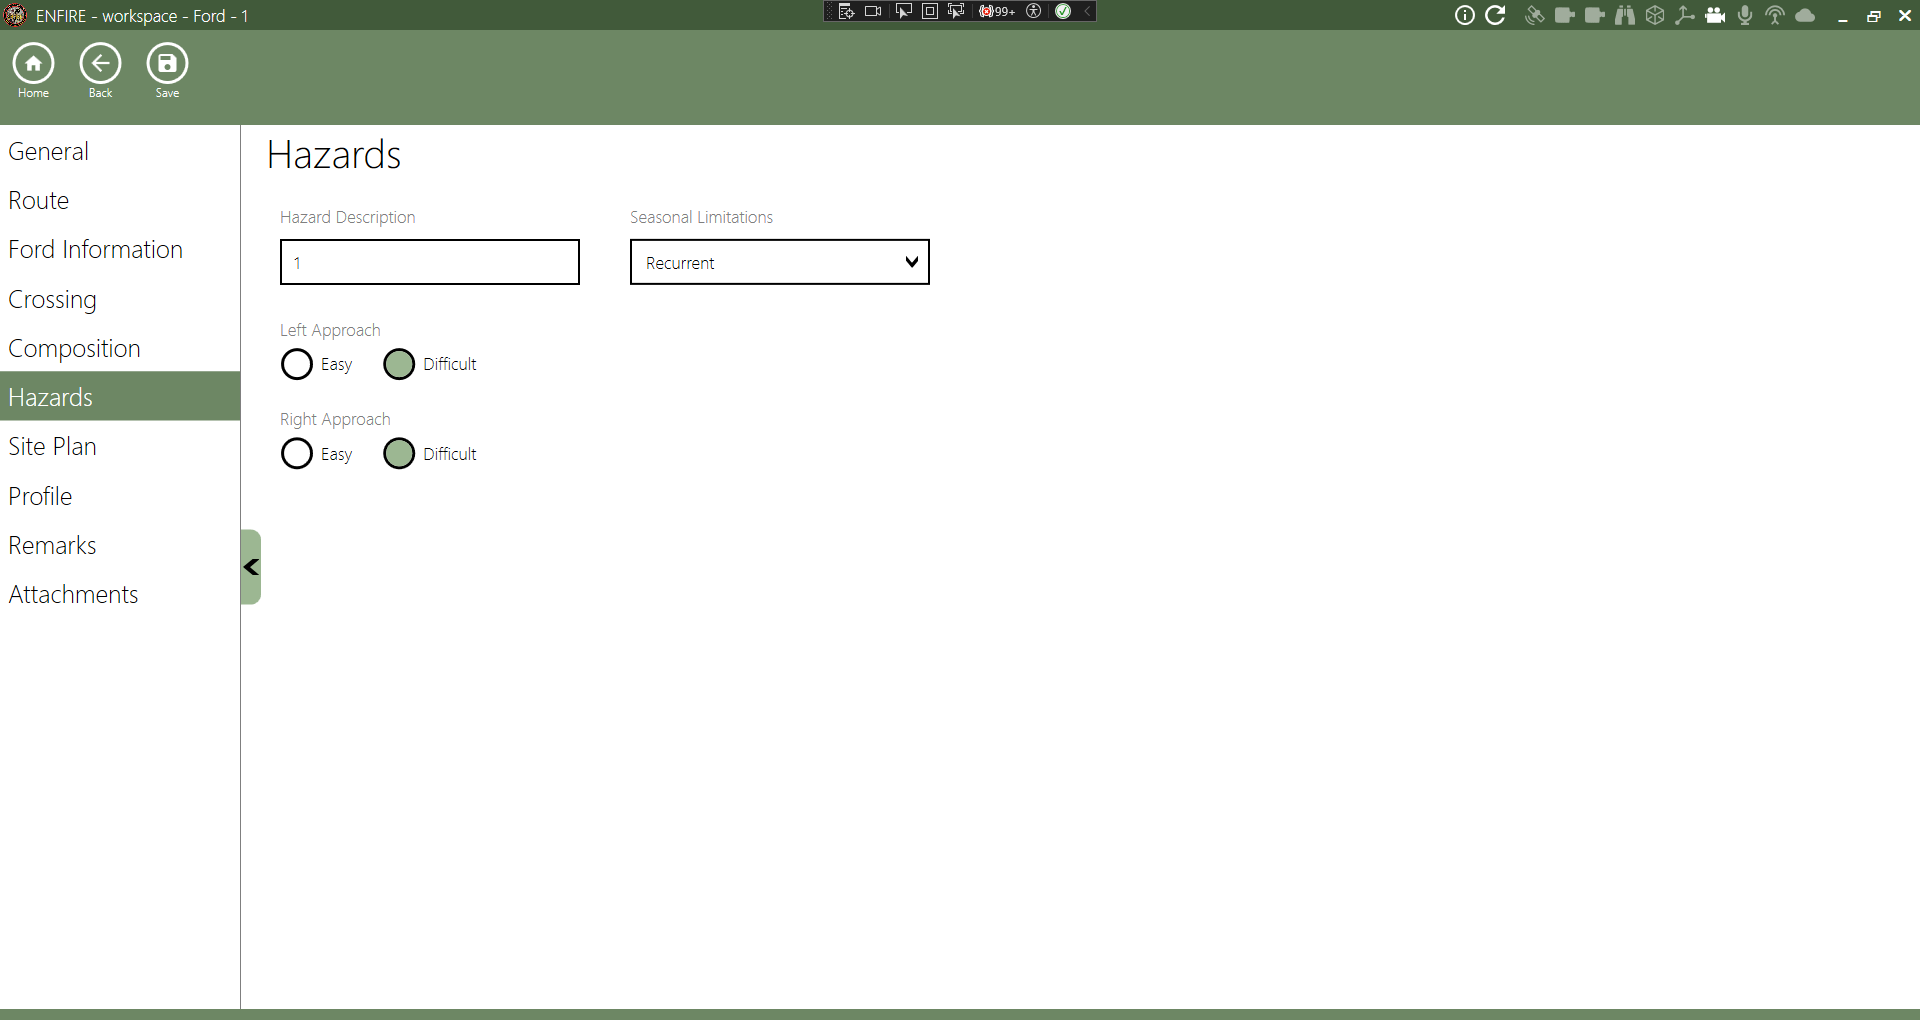 ENFIRE - workspace - Ford - 1
99+
Home
Back
Save
General
Route
Ford Information
Crossing
Composition
Hazards
Site Plan
Profile
Remarks
Attachments
Hazards
Hazard Description
Seasonal Limitations
1
Recurrent
Left Approach
Easy
Difficult
Right Approach
Easy
Difficult